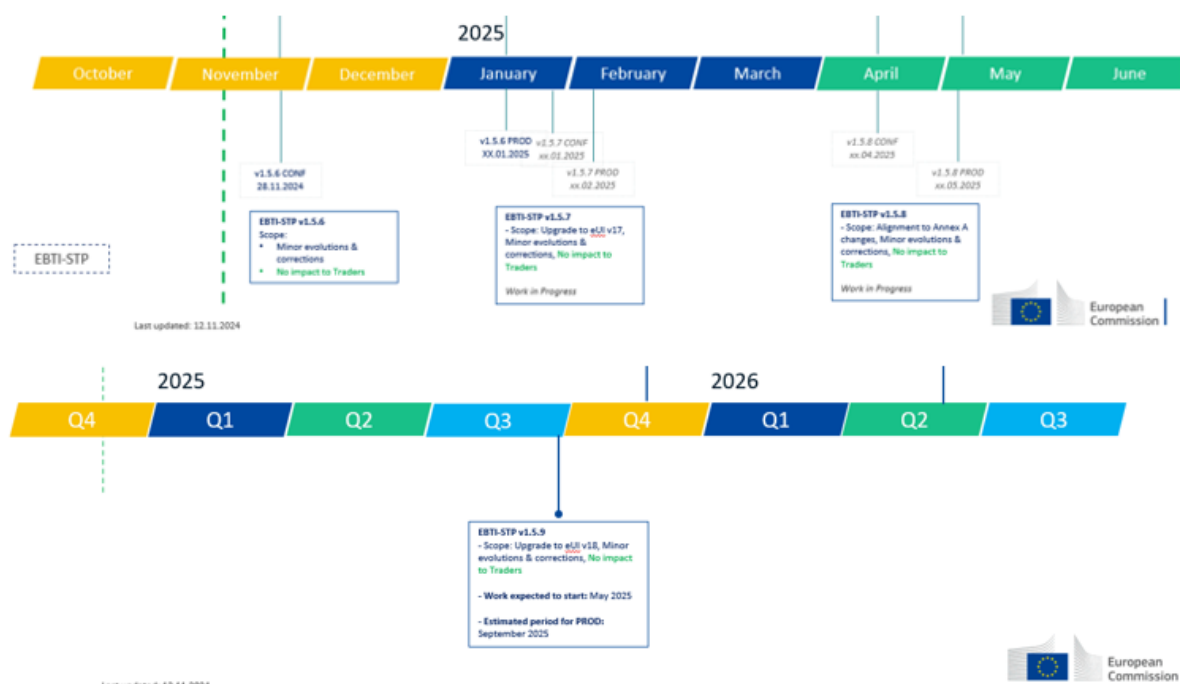 2025
October November December January February March April May June
v1.5.6 PROD
XX.01.2025
v1.5.7 CONF
xx.01.2025
v1.5.8 CONF
xx.04.2025
v1.5.6 CONF
28.11.2024
v1.5.7 PROD
xx.02.2025
v1.5.8 PROD
xx.05.2025
EBTI-STP
EBTI-STP v1.5.6
Scope:
• Minor evolutions &
corrections
• No impact to Traders
EBTI-STP v1.5.7
- Scope: Upgrade to eUI v17,
Minor evolutions &
corrections, No impact to
Traders
Work in Progress
EBTI-STP v1.5.8
- Scope: Alignment to Annex A
changes, Minor evolutions &
corrections, No impact to
Traders
Work in Progress
Last updated: 12.11.2024
European
Commission
2025 2026
Q4 Q1 Q2 Q3 Q4 Q1 Q2 Q3
EBTI-STP v1.5.9
- Scope: Upgrade to eUI v18, Minor
evolutions & corrections, No impact
to Traders
- Work expected to start: May 2025
- Estimated period for PROD:
September 2025
European
Commission